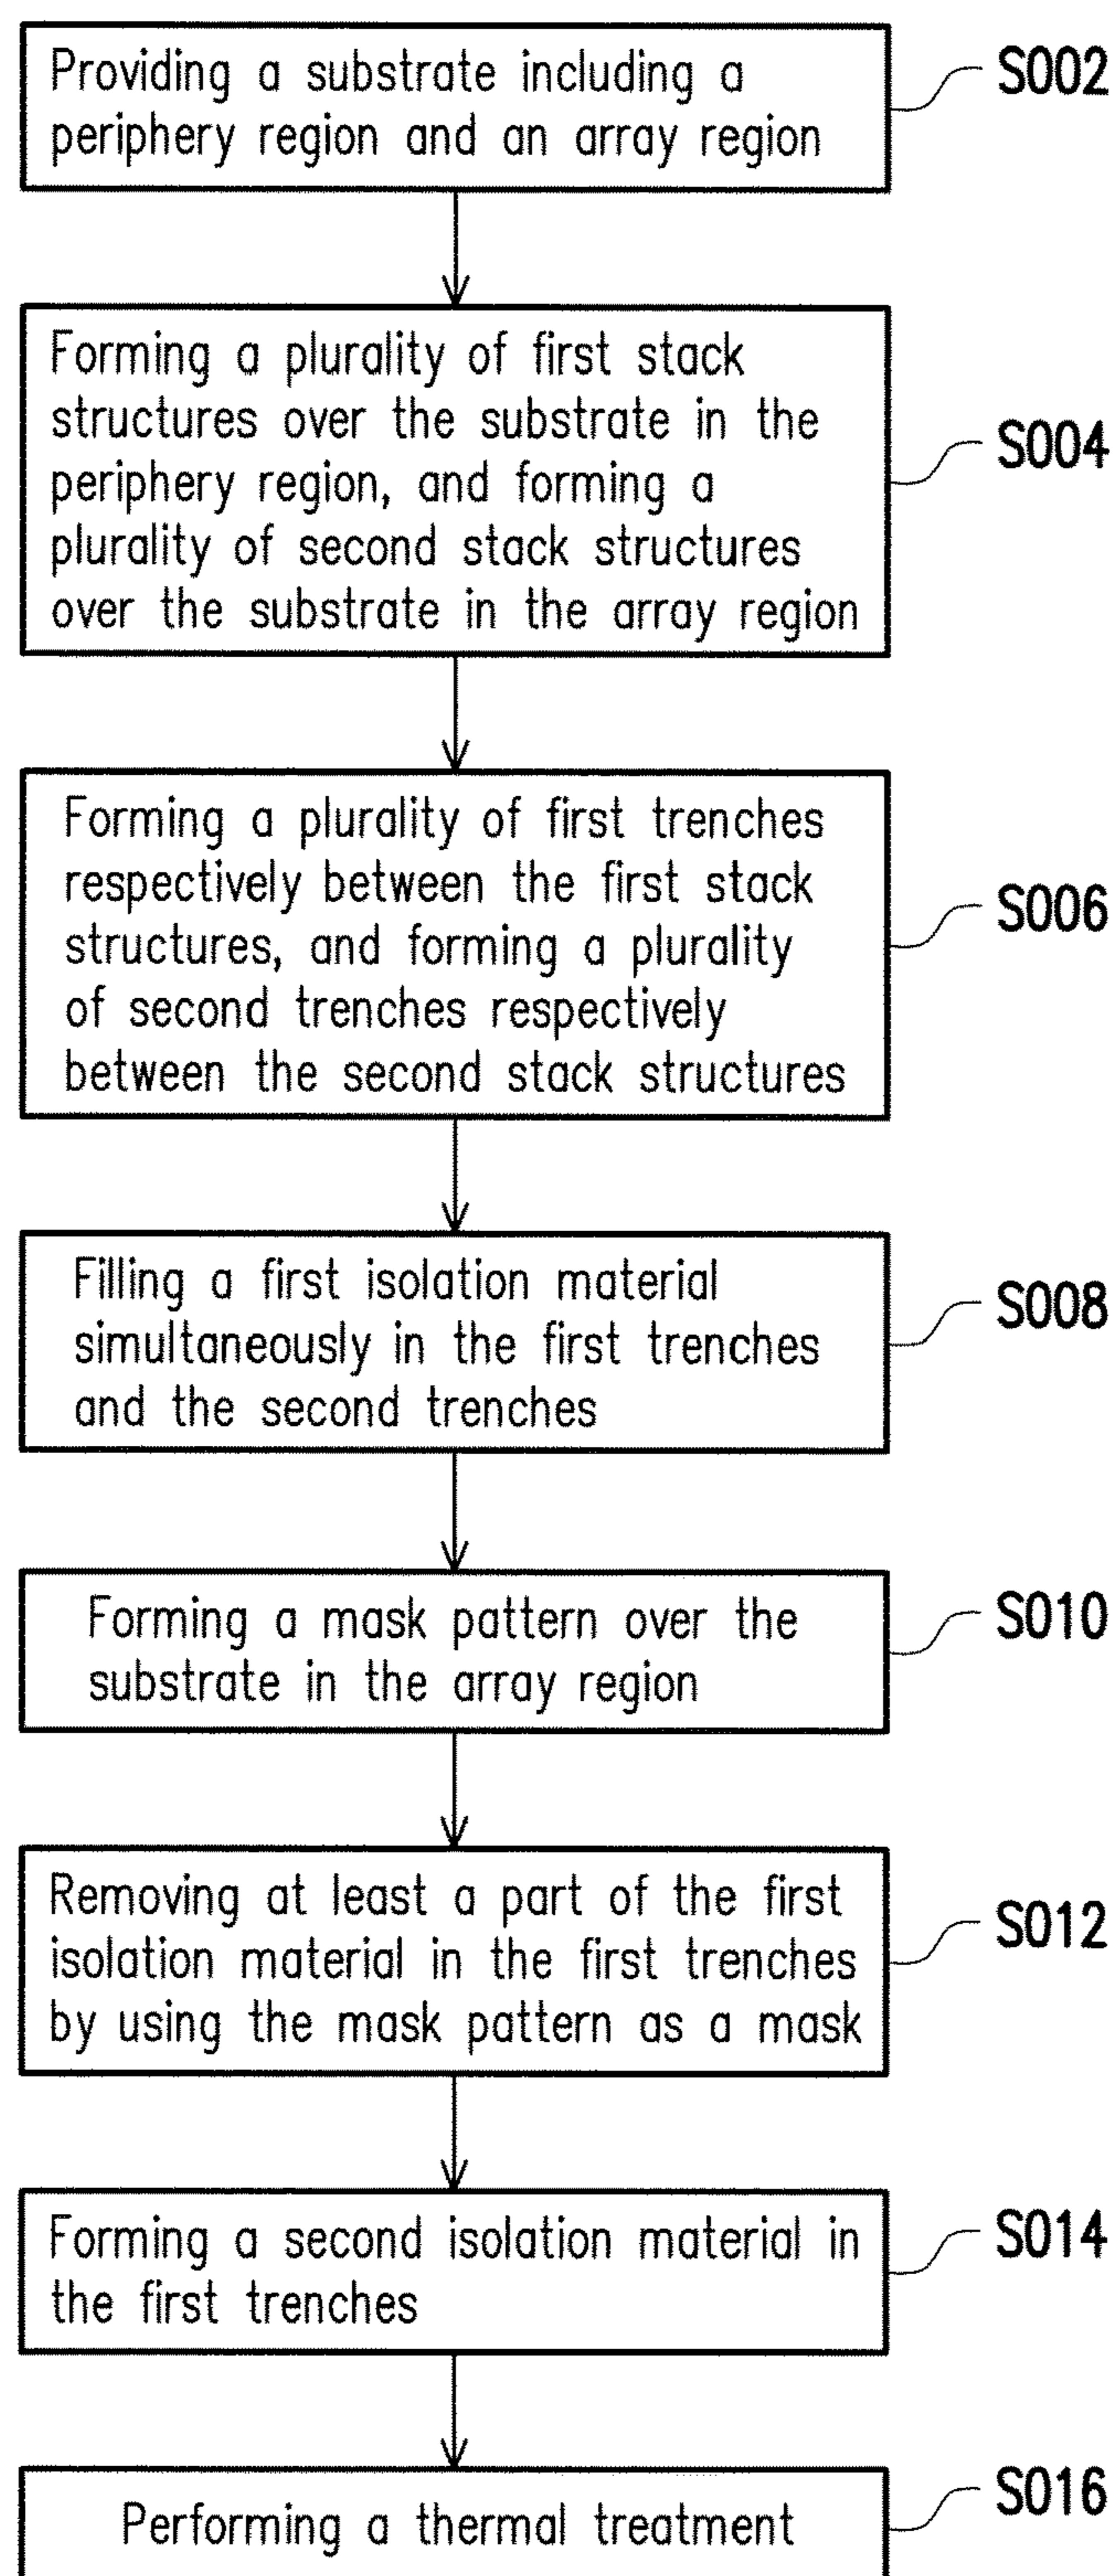 Providing a substrate including a
periphery region and an array region
S002
Forming a plurality of first stack
structures over the substrate in the
periphery region, and forming a
plurality of second stack structures
over the substrate in the array region
S004
Forming a plurality of first trenches
respectively between the first stack
structures, and forming a plurality
of second trenches respectively
between the second stack structures
S006
Filling a first isolation material
simultaneously in the first trenches
and the second trenches
S008
Forming a mask pattern over the
substrate in the array region
S010
Removing at least a part of the first
isolation material in the first trenches
by using the mask pattern as a mask
S012
Forming a second isolation material in
the first trenches
S014
Performing a thermal treatment
S016